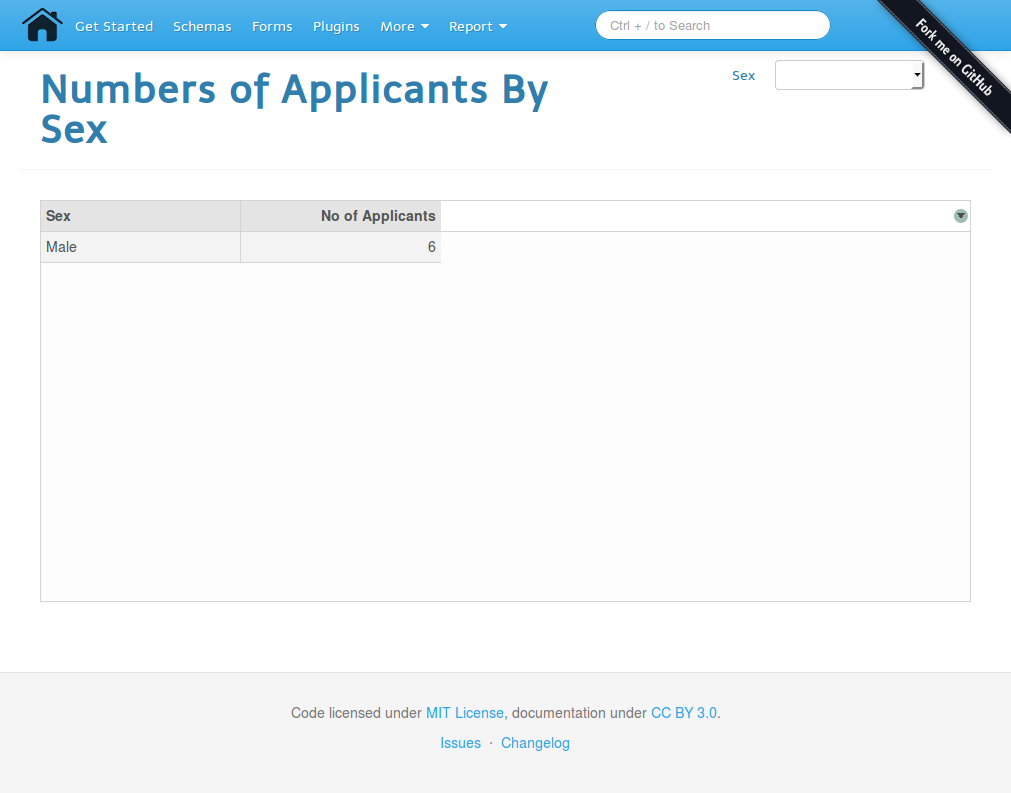 Get Started Schemas Forms Plugins More Report Ctrl + / to Search
Fork me on GitHub
Numbers of Applicants By
Sex
Sex
Sex No of Applicants
Male 6
Code licensed under MIT License, documentation under CC BY 3.0.
Issues · Changelog